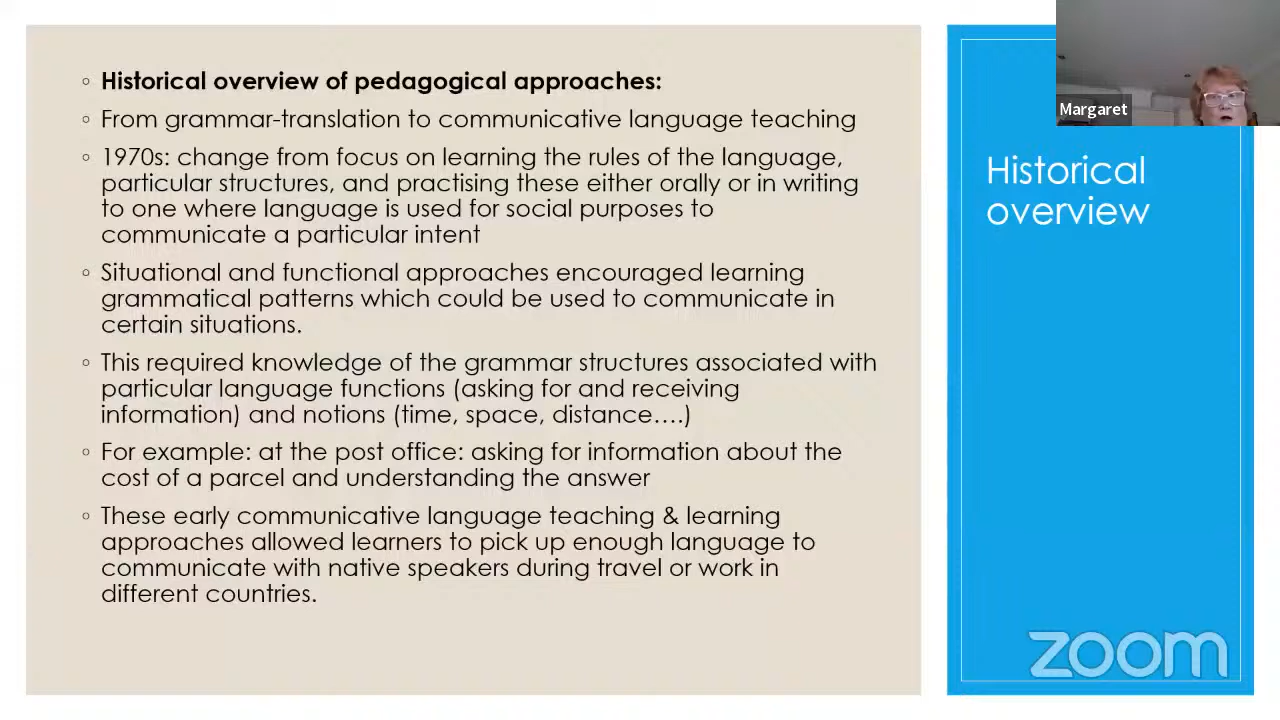 Historical overview of pedagogical approaches:
From grammar-translation to communicative language teaching
1970s: change from focus on learning the rules of the language,
particular structures, and practising these either orally or in writing
to one where language is used for social purposes to
communicate a particular intent
Situational and functional approaches encouraged learning
grammatical patterns which could be used to communicate in
certain situations.
This required knowledge of the grammar structures associated with
particular language functions (asking for and receiving
information) and notions (time, space, distance….)
For example: at the post office: asking for information about the
cost of a parcel and understanding the answer
These early communicative language teaching & learning
approaches allowed learners to pick up enough language to
communicate with native speakers during travel or work in
different countries.
Margaret
Historical
overview
zoom